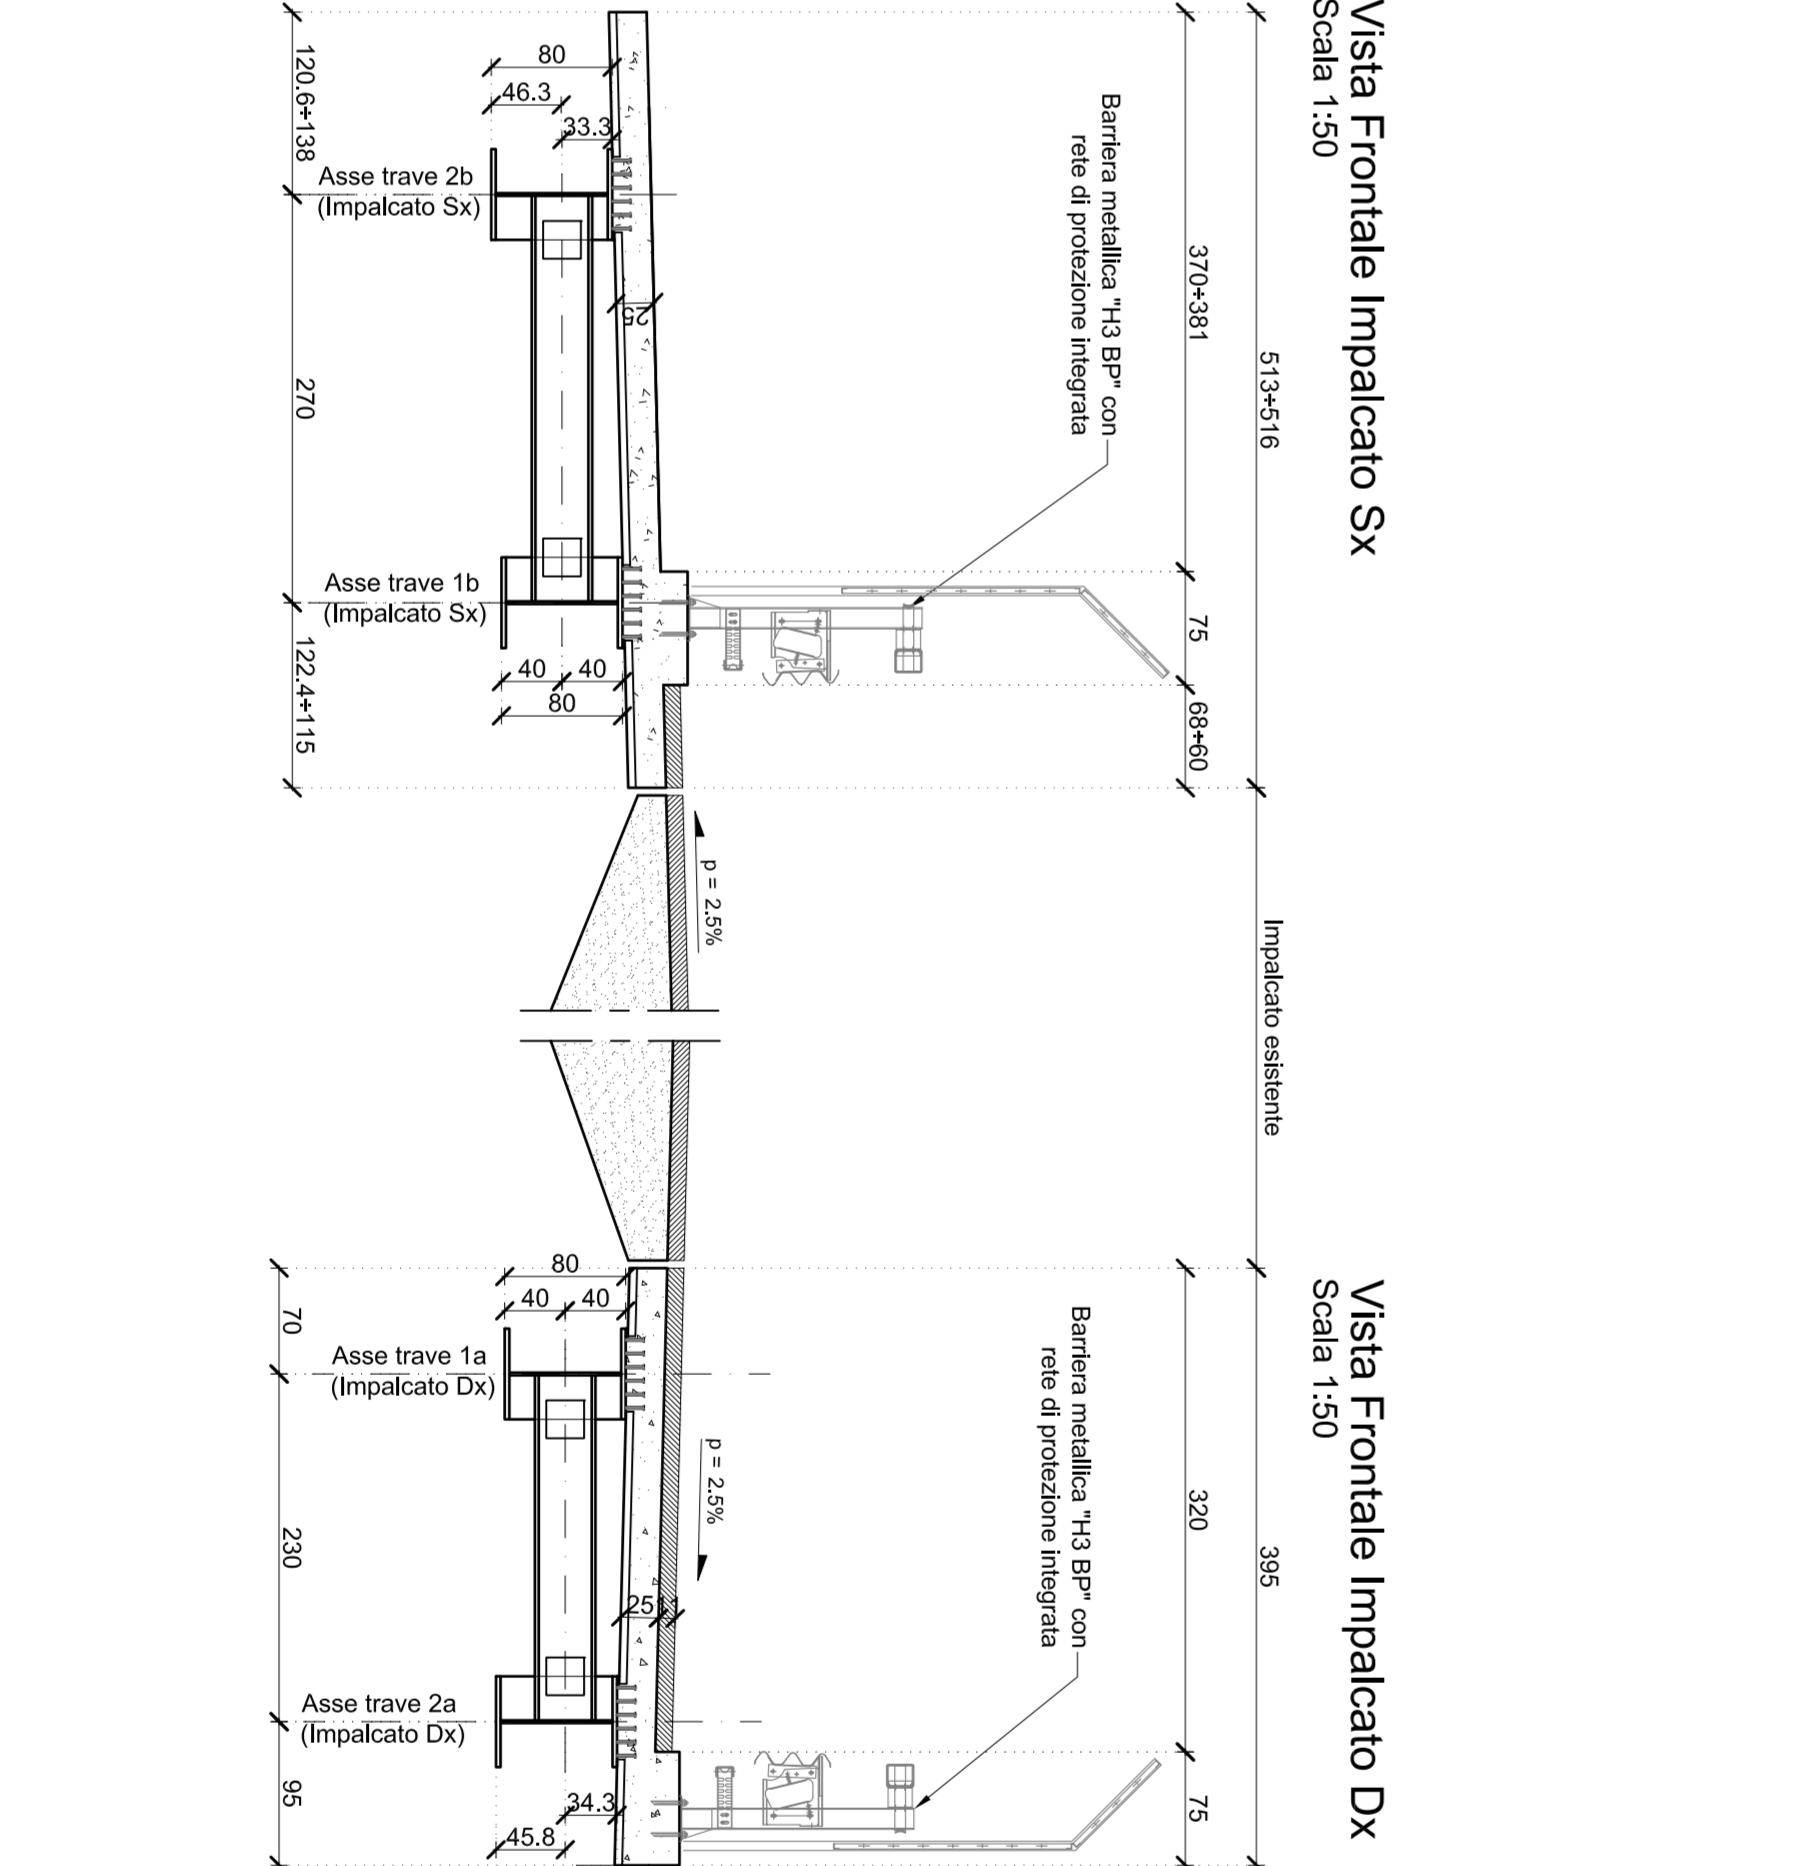 Vista Frontale Impalcato Sx
Scala 1:50
513÷516
370÷381
75
68÷60
Barriera metallica "H3 BP" con
rete di protezione integrata
80
46.3
33.3
Asse trave 2b
(Impalcato Sx)
25
Asse trave 1b
(Impalcato Sx)
40
40
80
120.6÷138
270
122.4÷115
p = 2.5%
Impalcato esistente
Vista Frontale Impalcato Dx
Scala 1:50
395
320
75
Barriera metallica "H3 BP" con
rete di protezione integrata
p = 2.5%
80
40
40
Asse trave 1a
(Impalcato Dx)
25
Asse trave 2a
(Impalcato Dx)
34.3
45.8
70
230
95